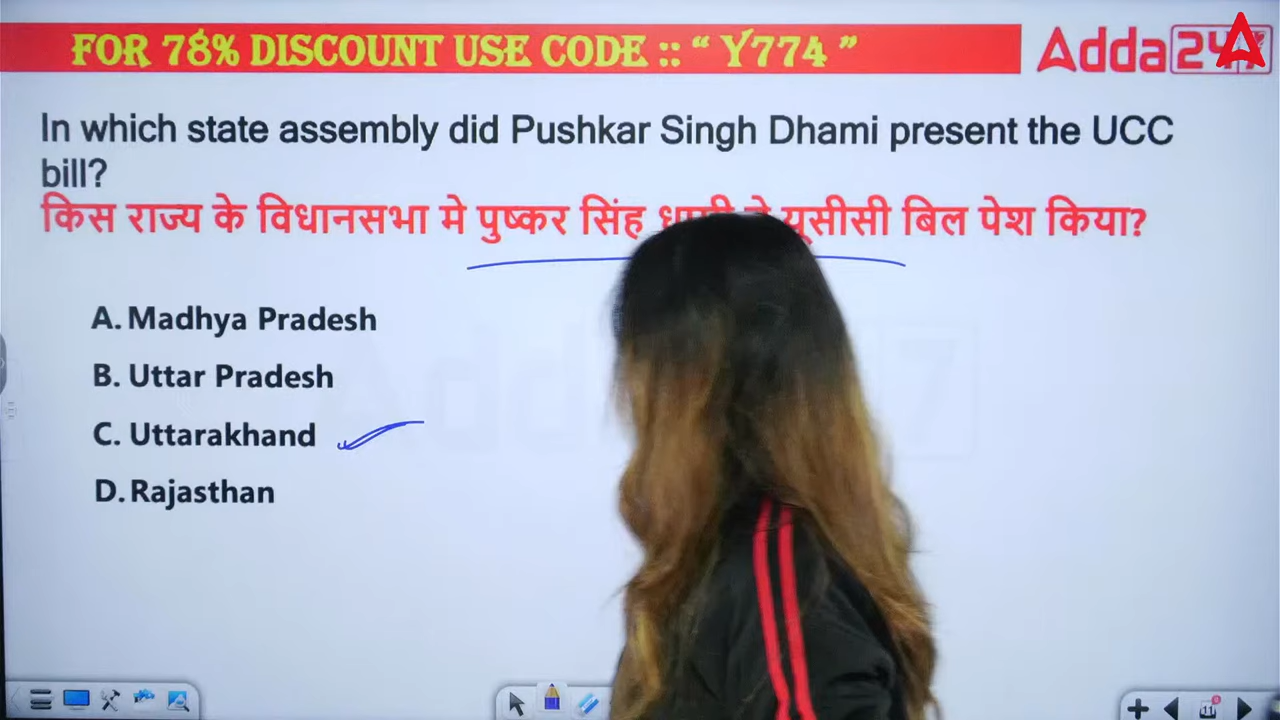 FOR 78% DISCOUNT USE CODE :: “ Y774 ”
Adda247
In which state assembly did Pushkar Singh Dhami present the UCC
bill?
किस राज्य के विधानसभा मे पुष्कर सिंह यूसीसी बिल पेश किया?
A. Madhya Pradesh
B. Uttar Pradesh
C. Uttarakhand
D. Rajasthan